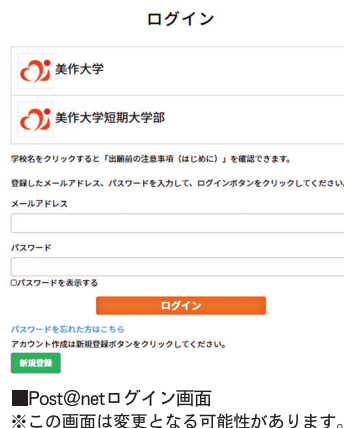 ログイン
美作大学
美作大学短期大学部
学校名をクリックすると「出願前の注意事項（はじめに）」を確認できます。
登録したメールアドレス、パスワードを入力して、ログインボタンをクリックしてください。
メールアドレス
パスワード
パスワードを表示する
ログイン
パスワードを忘れた方はこちら
アカウント作成は新規登録ボタンをクリックしてください。
新規登録
■Post@netログイン画面
※この画面は変更となる可能性があります。